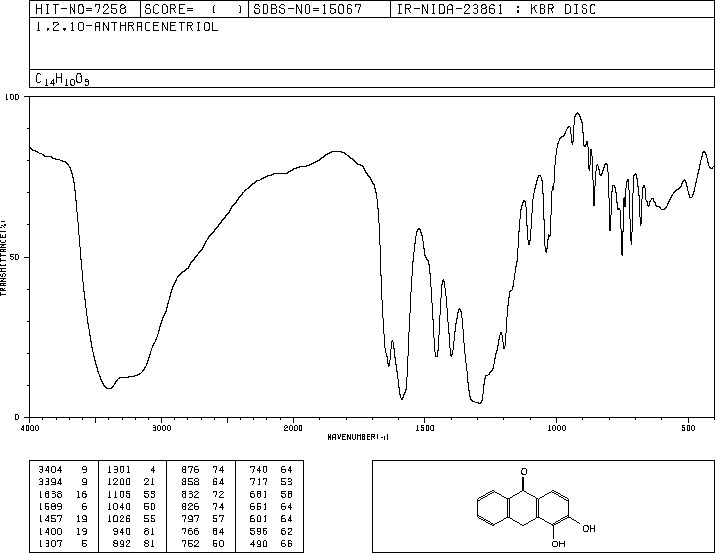 HIT-NO=7258 SCORE= ( ) SDBS-NO=15067 IR-NIDA-23861 : KBR DISC
1,2,10-ANTHRACENETRIOL
C14H10O3
100
TRANSMITTANCE(%)
50
0
4000 3000 2000 1500 1000 500
WAVENUMBER(-1)
3404 9 1301 4 876 74 740 64
3394 9 1200 21 858 64 717 53
1638 16 1105 53 832 72 681 58
1589 6 1040 50 826 74 661 64
1457 19 1026 55 797 57 601 64
1400 19 940 81 766 64 596 62
1307 5 892 81 752 50 490 66
O
OH
OH